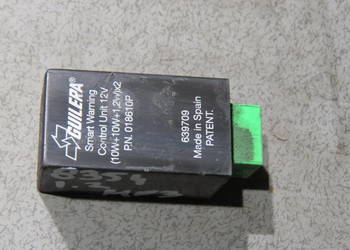 GUILERA®
Smart Warning
Control Unit 12V
(10W+10W+1,2W)x2
P.N. 018610P
639709
Made in Spain
PATENT.